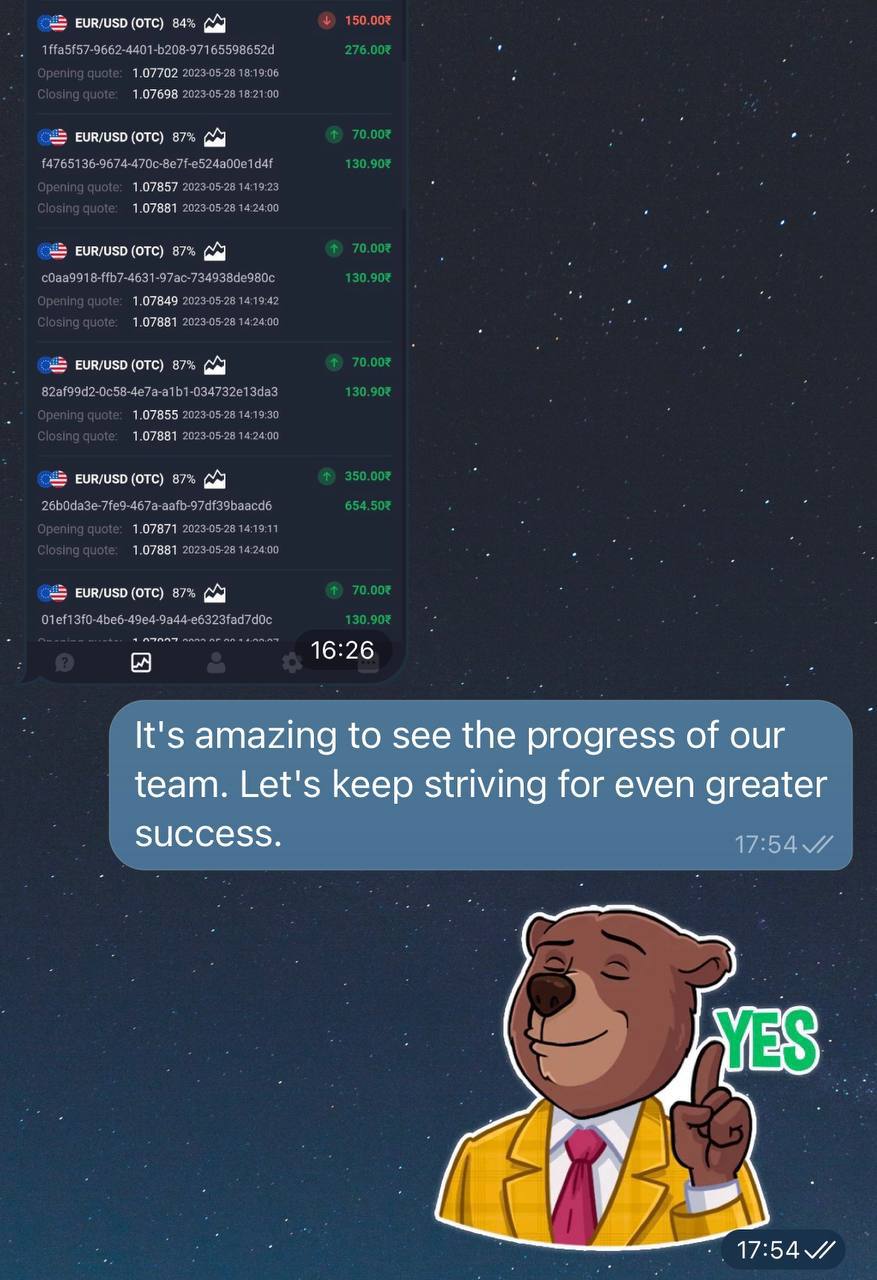 EUR/USD (OTC) 84% 150.00₹
1ffa5f57-9662-4401-b208-97165598652d 276.00₹
Opening quote: 1.07702 2023-05-28 18:19:06
Closing quote: 1.07698 2023-05-28 18:21:00
EUR/USD (OTC) 87% 70.00₹
f4765136-9674-470c-8e7f-e524a00e1d4f 130.90₹
Opening quote: 1.07857 2023-05-28 14:19:23
Closing quote: 1.07881 2023-05-28 14:24:00
EUR/USD (OTC) 87% 70.00₹
c0aa9918-ffb7-4631-97ac-734938de980c 130.90₹
Opening quote: 1.07849 2023-05-28 14:19:42
Closing quote: 1.07881 2023-05-28 14:24:00
EUR/USD (OTC) 87% 70.00₹
82af99d2-0c58-4e7a-a1b1-034732e13da3 130.90₹
Opening quote: 1.07855 2023-05-28 14:19:30
Closing quote: 1.07881 2023-05-28 14:24:00
EUR/USD (OTC) 87% 350.00₹
26b0da3e-7fe9-467a-aafb-97df39baacd6 654.50₹
Opening quote: 1.07871 2023-05-28 14:19:11
Closing quote: 1.07881 2023-05-28 14:24:00
EUR/USD (OTC) 87% 70.00₹
01ef13f0-4be6-49e4-9a44-e6323fad7d0c 130.90₹
16:26
It's amazing to see the progress of our
team. Let's keep striving for even greater
success.
17:54
YES
17:54